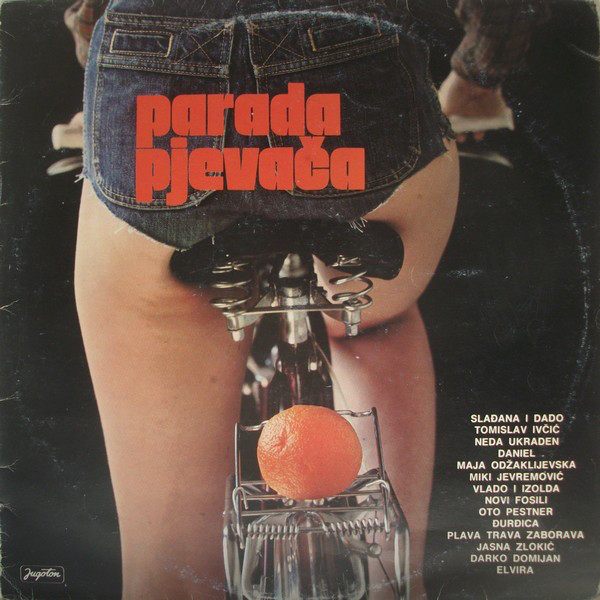 parada
pjevača
SLAĐANA I DADO
TOMISLAV IVČIĆ
NEDA UKRADEN
DANIEL
MAJA ODŽAKLIJEVSKA
MIKI JEVREMOVIĆ
VLADO I IZOLDA
NOVI FOSILI
OTO PESTNER
ĐURĐICA
PLAVA TRAVA ZABORAVA
JASNA ZLOKIĆ
DARKO DOMIJAN
ELVIRA
Jugoton